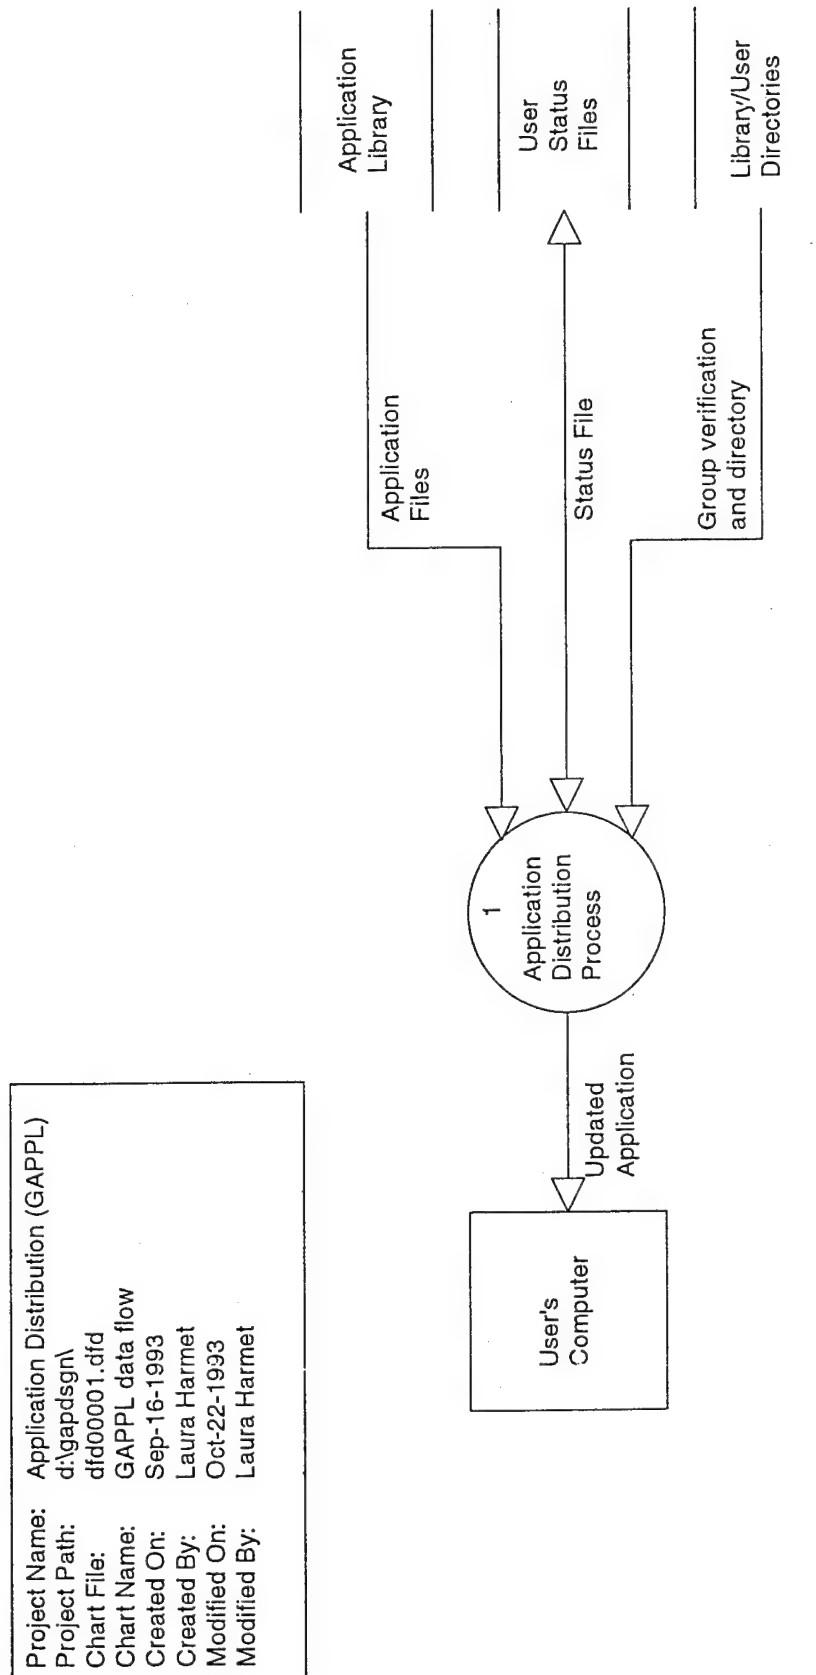 Project Name: Application Distribution (GAPPL)
Project Path: d:\gapdsgn\
Chart File: dfd00001.dfd
Chart Name: GAPPL data flow
Created On: Sep-16-1993
Created By: Laura Harmet
Modified On: Oct-22-1993
Modified By: Laura Harmet
User's
Computer
Updated
Application
1
Application
Distribution
Process
Application
Files
Status File
Group verification
and directory
Application
Library
User
Status
Files
Library/User
Directories